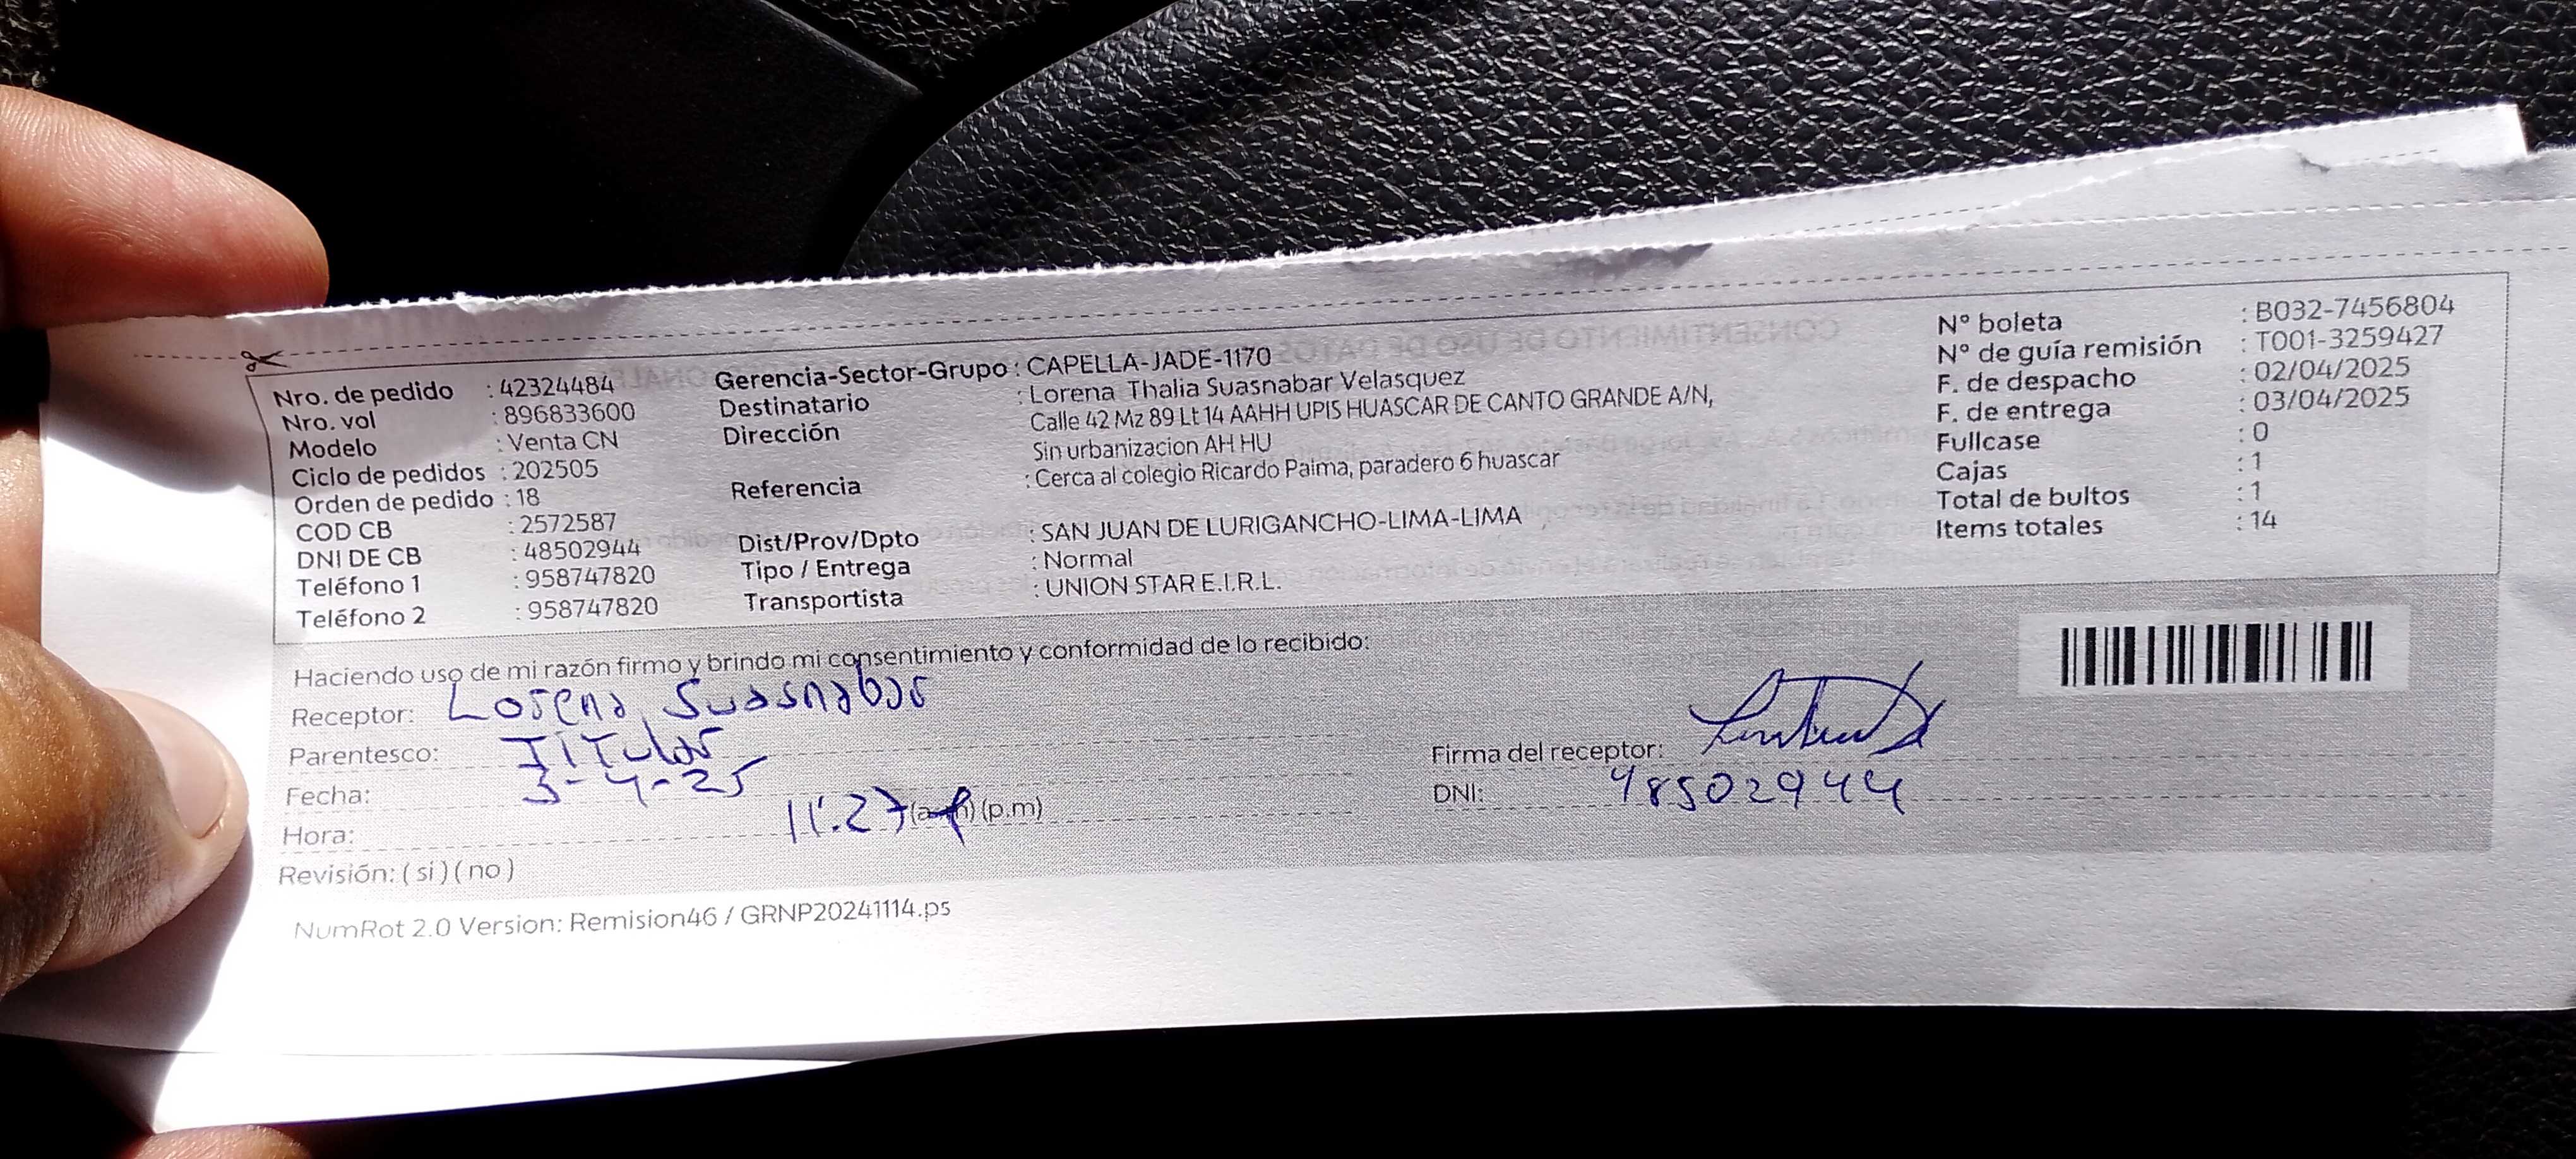 Nro. de pedido : 42324484
Nro. vol : 896833600
Modelo : Venta CN
Ciclo de pedidos : 202505
Orden de pedido : 18
COD CB : 2572587
DNI DE CB : 48502944
Teléfono 1 : 958747820
Teléfono 2 : 958747820
Gerencia-Sector-Grupo : CAPELLA-JADE-1170
Destinatario : Lorena Thalia Suasnabar Velasquez
Dirección Calle 42 Mz 89 Lt 14 AAHH UPIS HUASCAR DE CANTO GRANDE A/N,
Sin urbanizacion AH HU
Referencia : Cerca al colegio Ricardo Palma, paradero 6 huascar
Dist/Prov/Dpto : SAN JUAN DE LURIGANCHO-LIMA-LIMA
Tipo / Entrega : Normal
Transportista : UNION STAR E.I.R.L.
N° boleta : B032-7456804
N° de guía remisión : T001-3259427
F. de despacho : 02/04/2025
F. de entrega : 03/04/2025
Fullcase : 0
Cajas : 1
Total de bultos : 1
Items totales : 14
Haciendo uso de mi razón firmo y brindo mi consentimiento y conformidad de lo recibido:
Receptor: Lorena Suasnabar
Parentesco: Titular
Fecha: 3-4-25
Hora: 11:27 (a.m) (p.m)
Revisión: ( si ) ( no )
Firma del receptor:
DNI: 48502944
NumRot 2.0 Version: Remision46 / GRNP20241114.ps